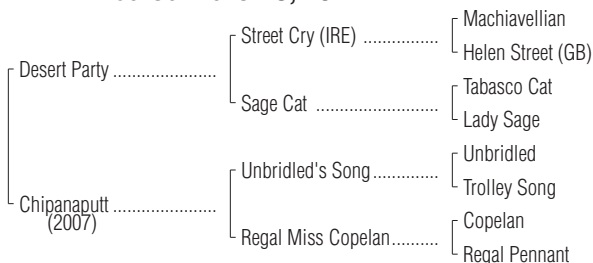 Machiavellian
Street Cry (IRE) ................
Helen Street (GB)
Desert Party ......................
Tabasco Cat
Sage Cat ..........................
Lady Sage
Unbridled
Unbridled's Song ..............
Trolley Song
Chipanaputt ......................
(2007)
Copelan
Regal Miss Copelan ..........
Regal Pennant